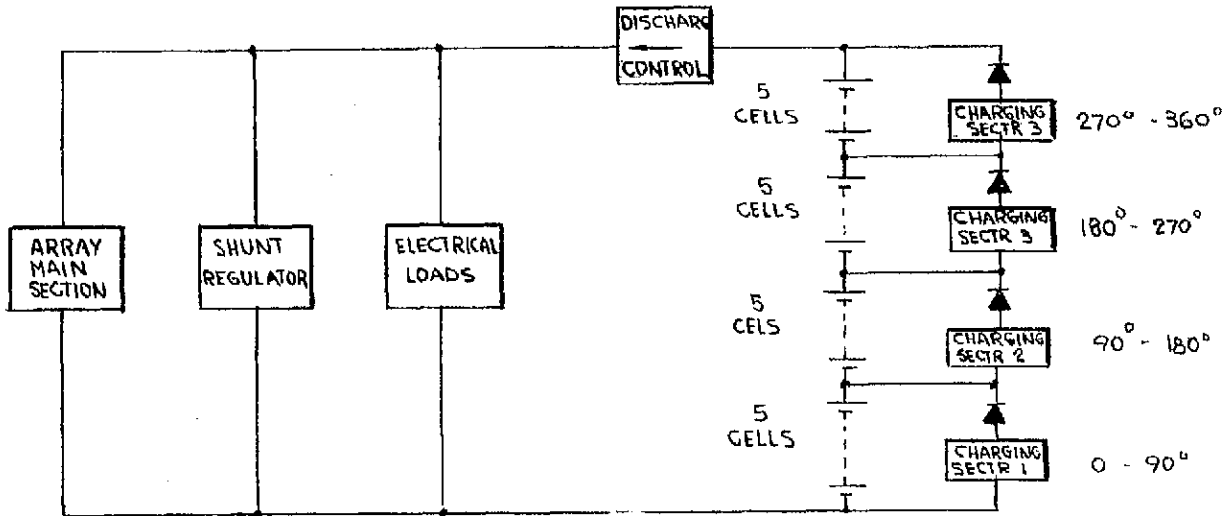 DISCHARG
CONTROL
5
CELLS
CHARGING
SECTR 3
270° - 360°
5
CELLS
CHARGING
SECTR 3
180° - 270°
ARRAY
MAIN
SECTION
SHUNT
REGULATOR
ELECTRICAL
LOADS
5
CELS
CHARGING
SECTR 2
90° - 180°
5
CELLS
CHARGING
SECTR 1
0 - 90°